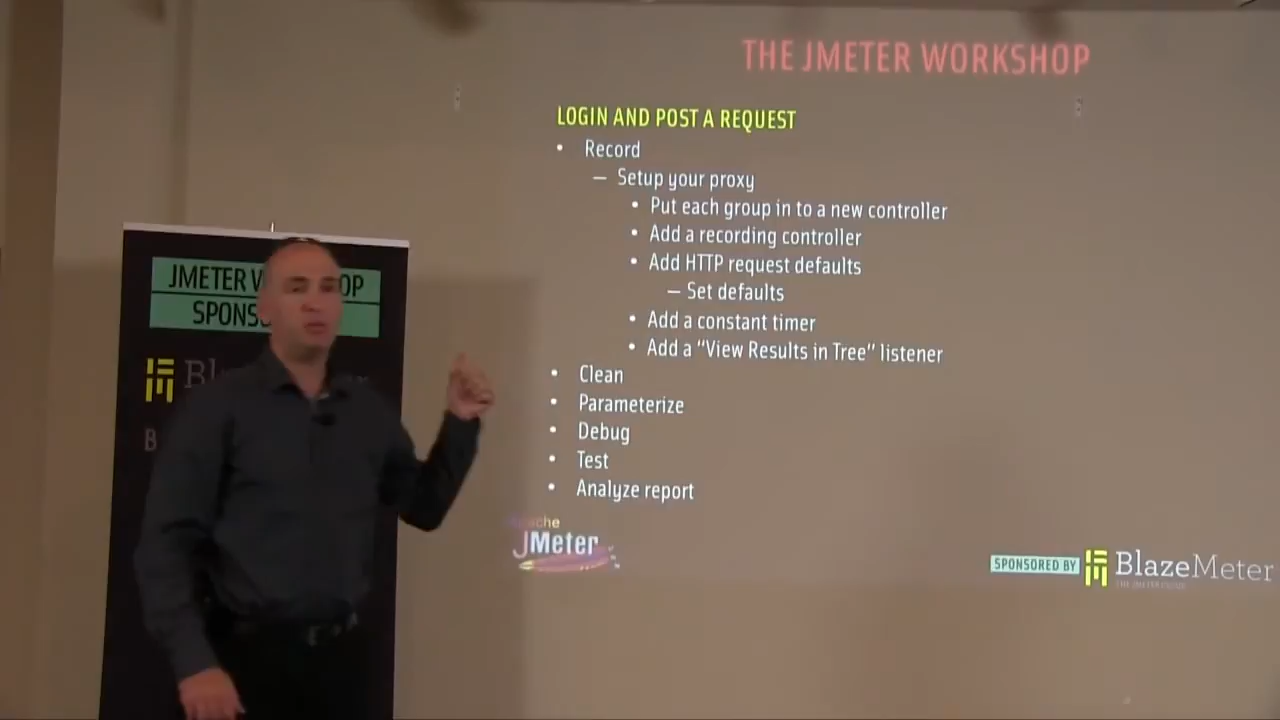 THE JMETER WORKSHOP
LOGIN AND POST A REQUEST
• Record
– Setup your proxy
• Put each group in to a new controller
• Add a recording controller
• Add HTTP request defaults
– Set defaults
• Add a constant timer
• Add a “View Results in Tree” listener
• Clean
• Parameterize
• Debug
• Test
• Analyze report
JMeter
SPONSORED BY BlazeMeter
JMETER W OP
SPONS
Bl
B